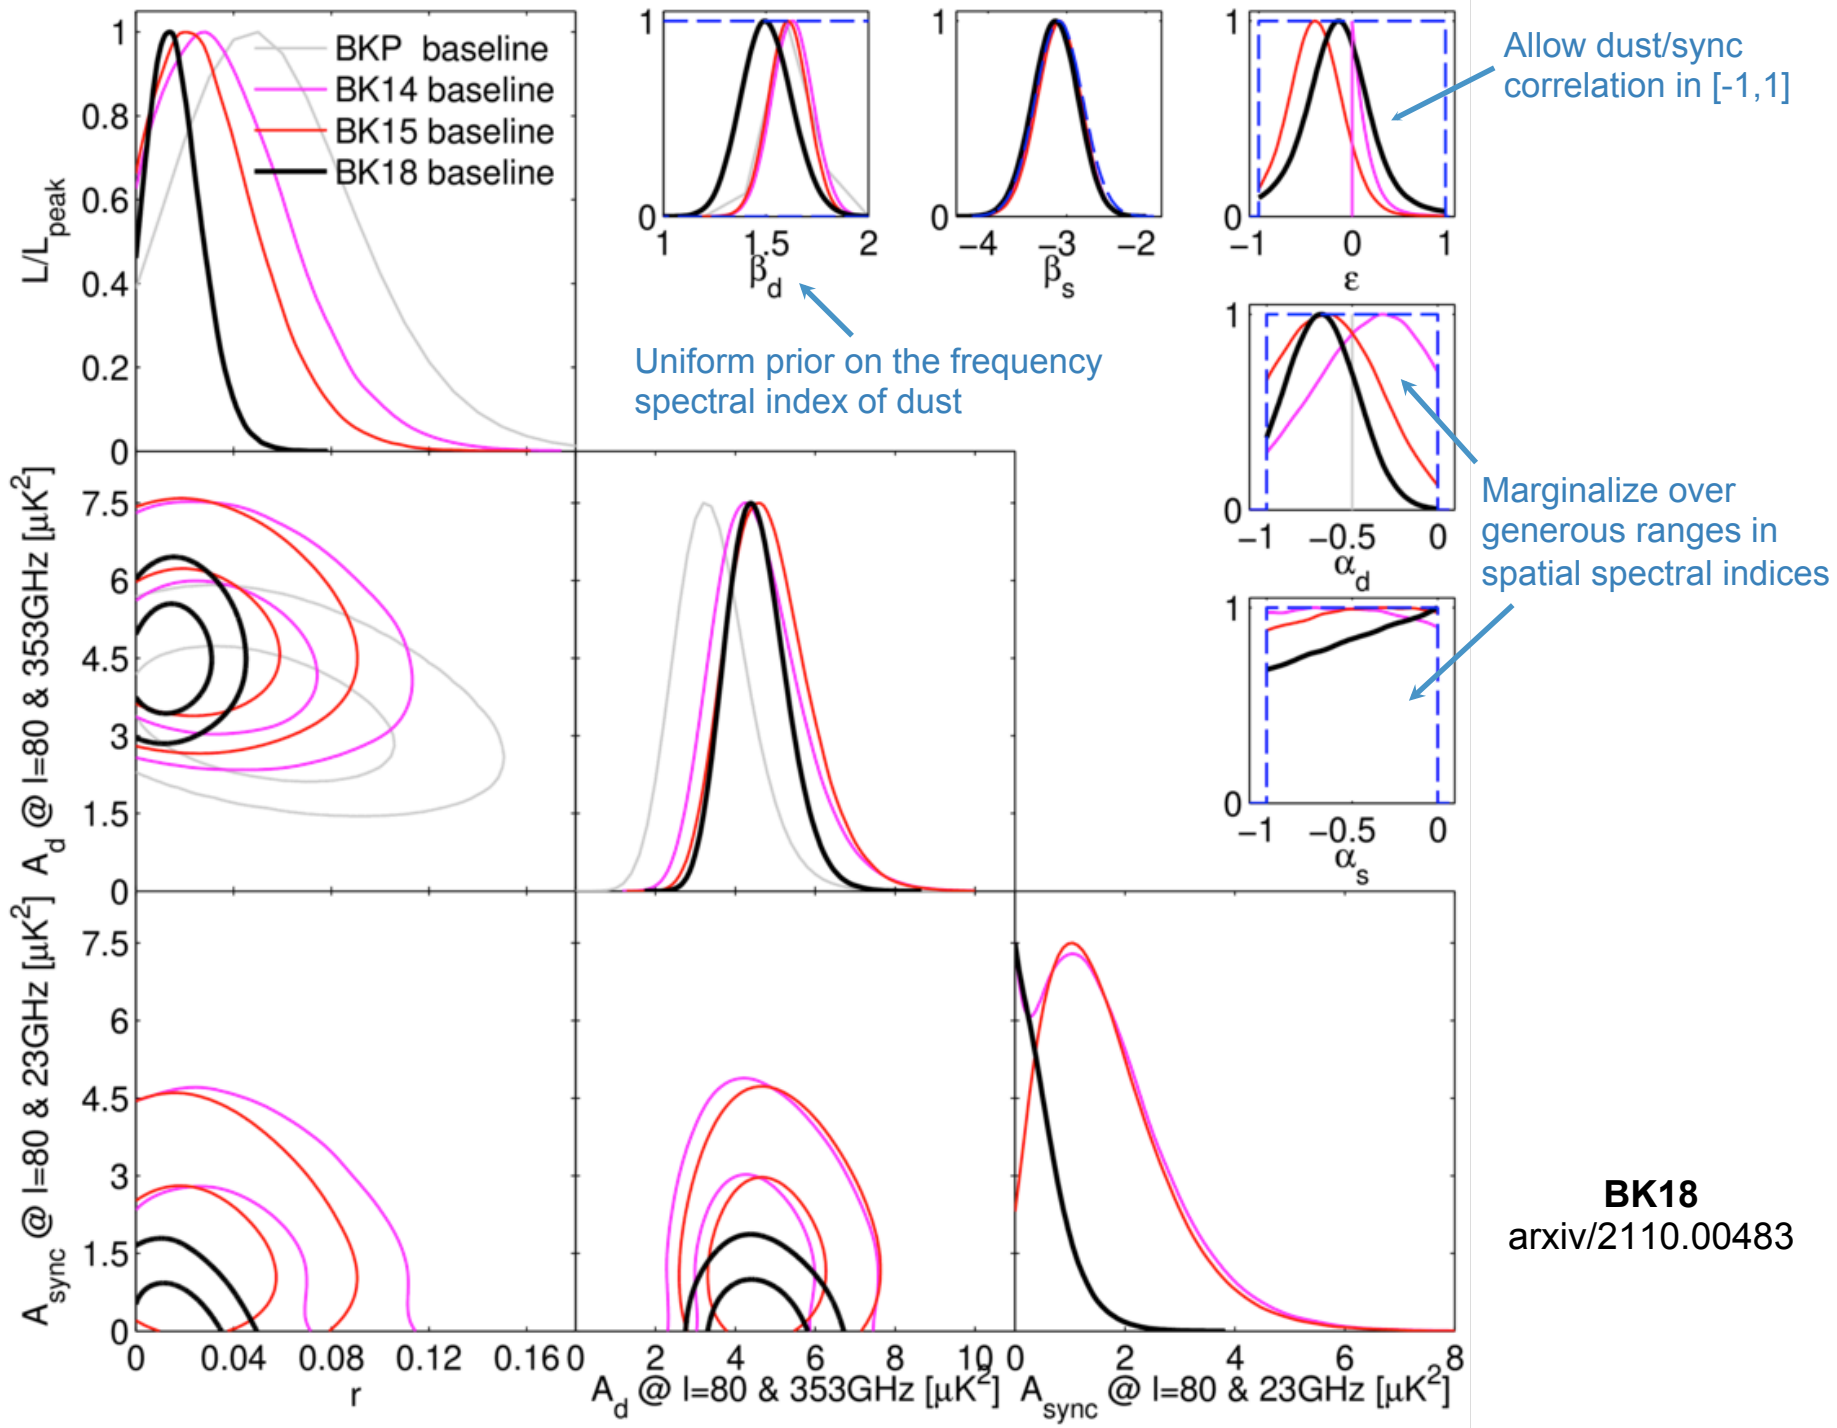 BKP baseline
BK14 baseline
BK15 baseline
BK18 baseline
L/L_peak
1
0.8
0.6
0.4
0.2
0
1
0
1
1.5
2
β_d
1
0
−4
−3
−2
β_s
1
0
−1
0
1
ε
Allow dust/sync
correlation in [-1,1]
Uniform prior on the frequency
spectral index of dust
1
0
−1
−0.5
0
α_d
Marginalize over
generous ranges in
spatial spectral indices
1
0
−1
−0.5
0
α_s
A_d @ l=80 & 353GHz [μK²]
7.5
6
4.5
3
1.5
0
A_sync @ l=80 & 23GHz [μK²]
7.5
6
4.5
3
1.5
0
0
0.04
0.08
0.12
0.16
r
0
2
4
6
8
10
A_d @ l=80 & 353GHz [μK²]
0
2
4
6
8
A_sync @ l=80 & 23GHz [μK²]
BK18
arxiv/2110.00483